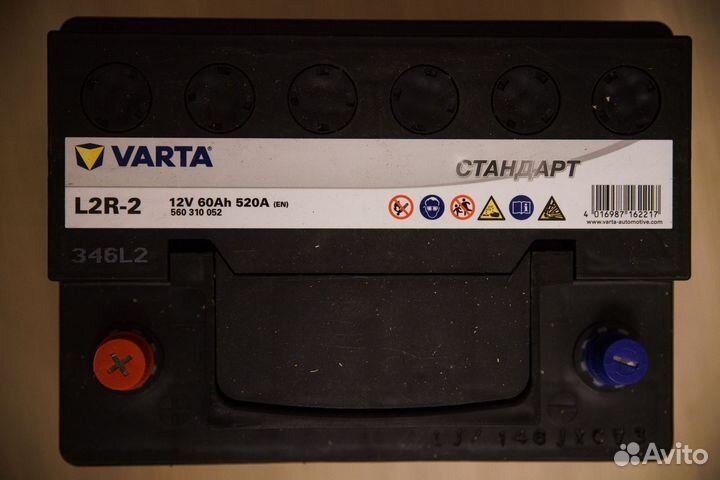 VARTA
СТАНДАРТ
L2R-2
12V 60Ah 520A (EN)
560 310 052
4 016987 162217
www.varta-automotive.com
346L2
+
-
Avito